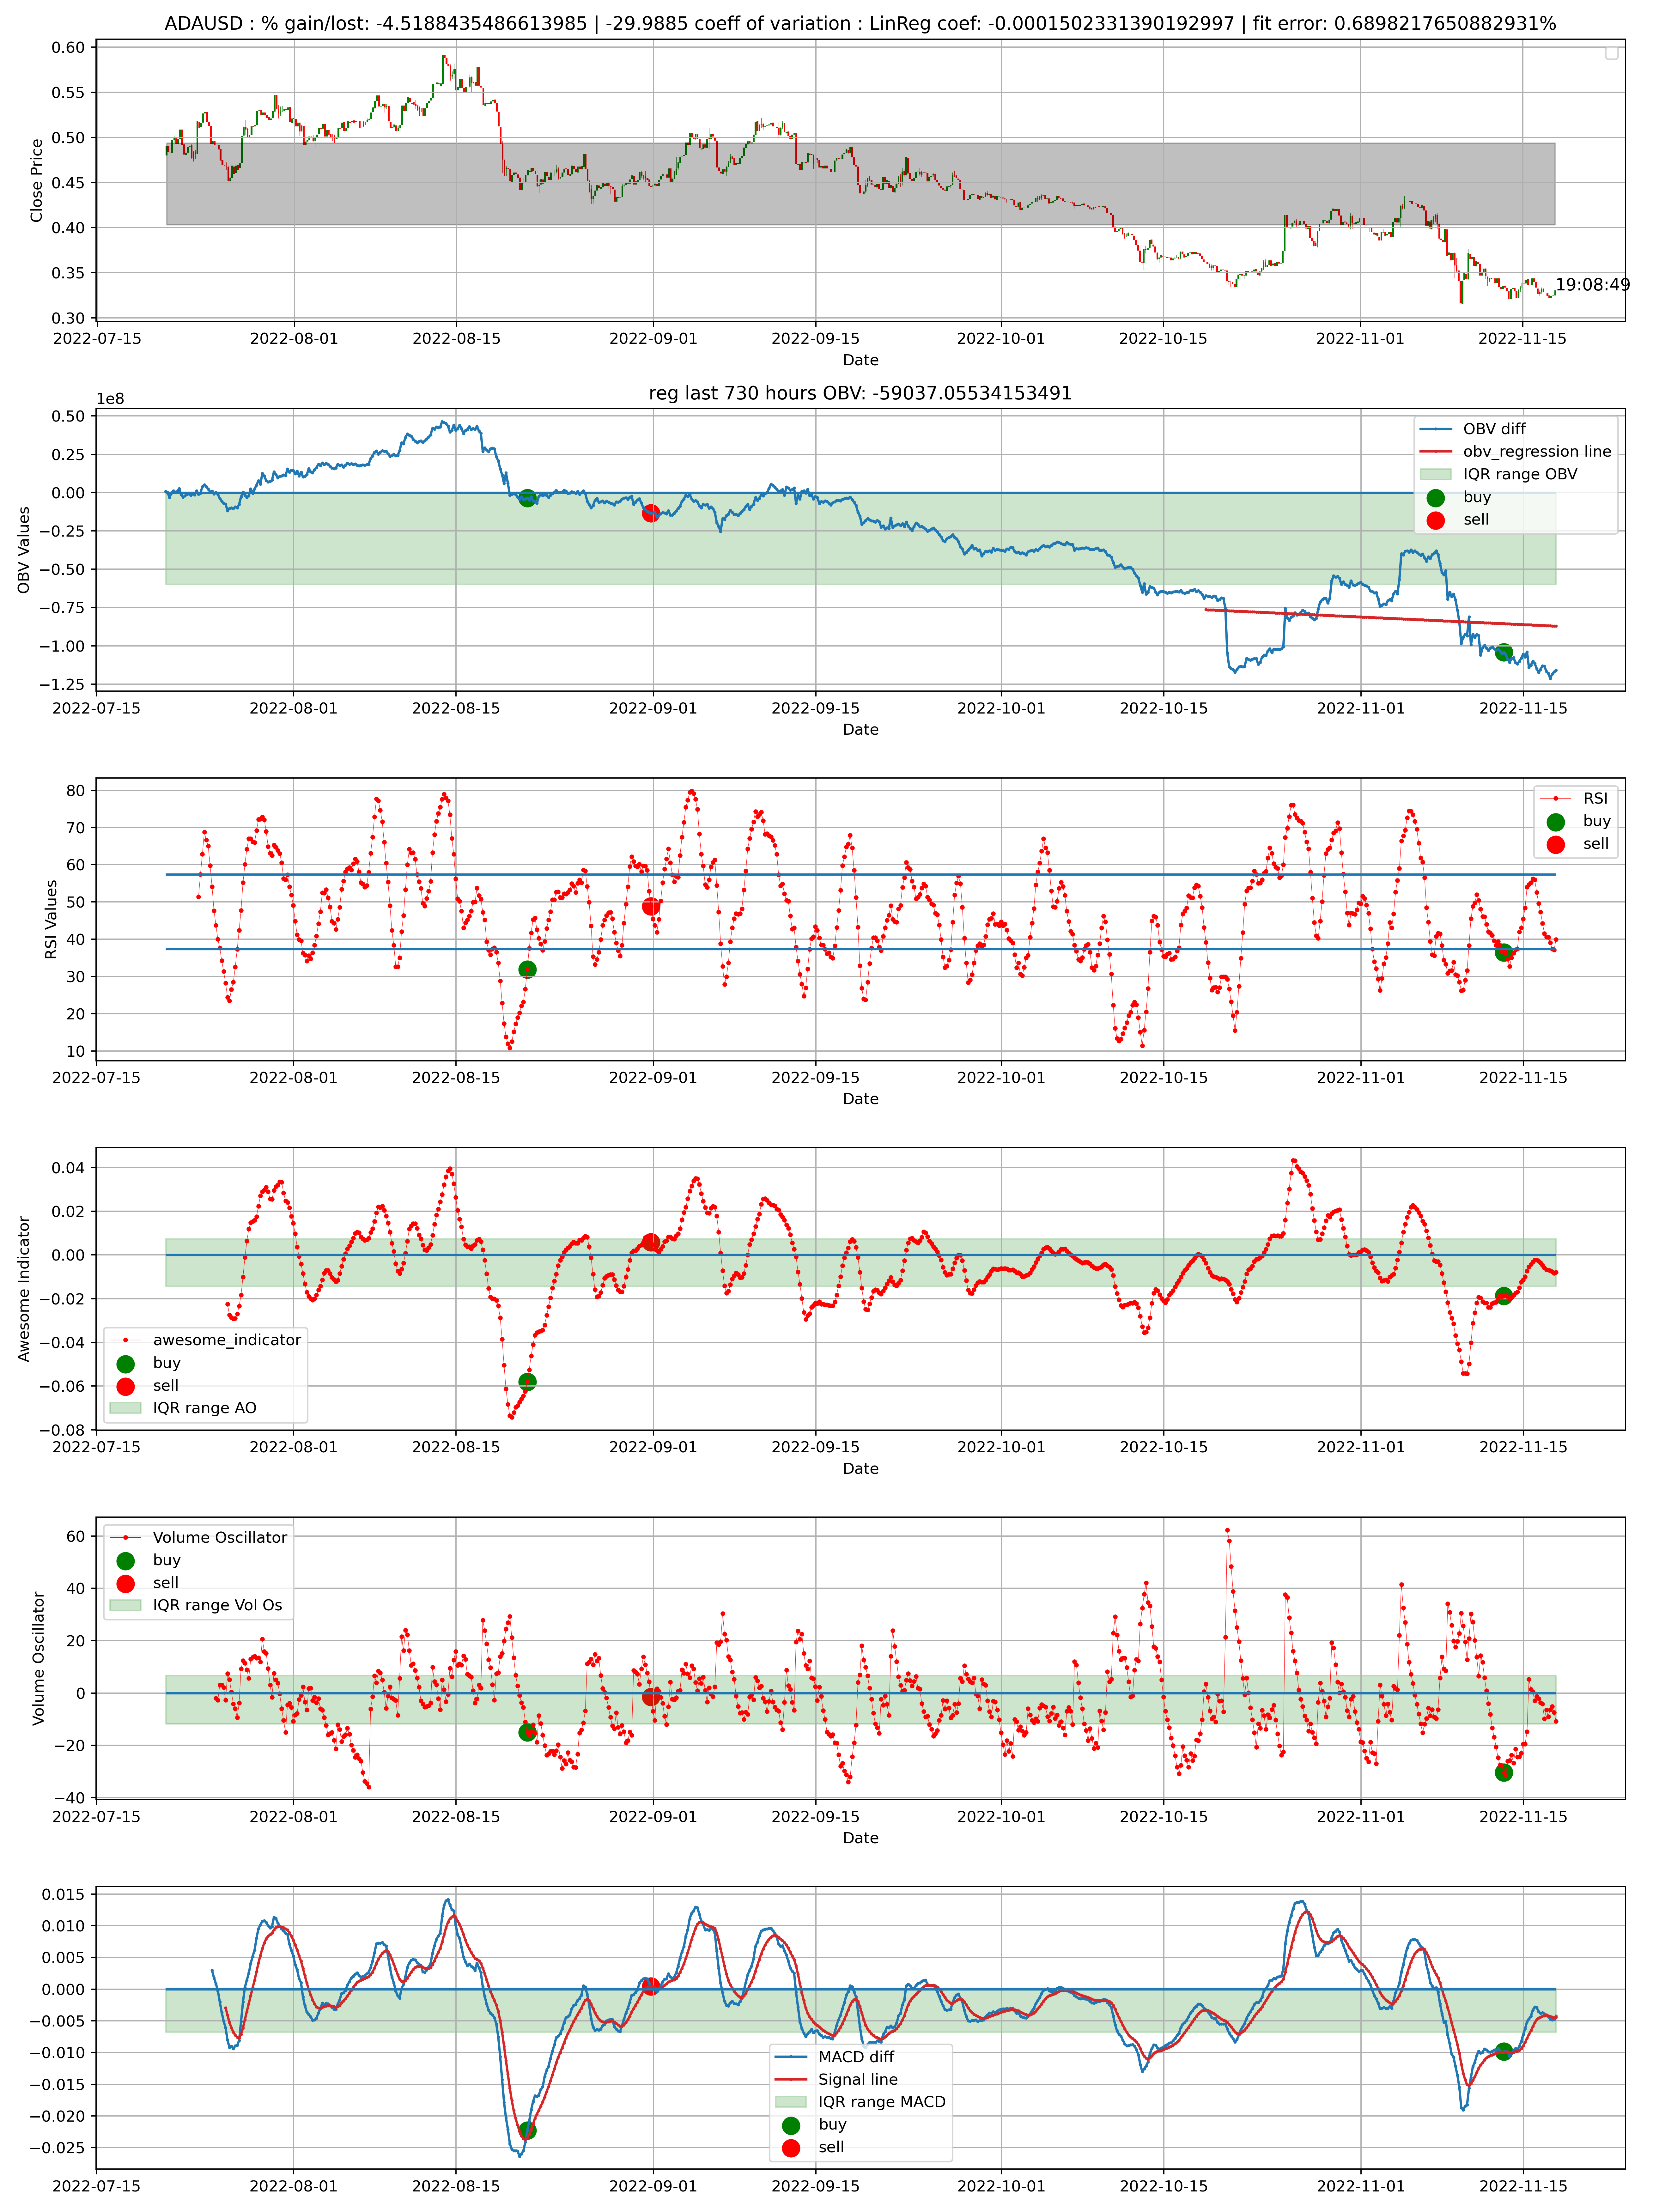 ADAUSD : % gain/lost: -4.5188435486613985 | -29.9885 coeff of variation : LinReg coef: -0.0001502331390192997 | fit error: 0.6898217650882931%
0.60
0.55
0.50
0.45
0.40
0.35
0.30
Close Price
19:08:49
2022-07-15 2022-08-01 2022-08-15 2022-09-01 2022-09-15 2022-10-01 2022-10-15 2022-11-01 2022-11-15
Date
reg last 730 hours OBV: -59037.05534153491
1e8
0.50
0.25
0.00
−0.25
−0.50
−0.75
−1.00
−1.25
OBV Values
OBV diff
obv_regression line
IQR range OBV
buy
sell
2022-07-15 2022-08-01 2022-08-15 2022-09-01 2022-09-15 2022-10-01 2022-10-15 2022-11-01 2022-11-15
Date
80
70
60
50
40
30
20
10
RSI Values
RSI
buy
sell
2022-07-15 2022-08-01 2022-08-15 2022-09-01 2022-09-15 2022-10-01 2022-10-15 2022-11-01 2022-11-15
Date
0.04
0.02
0.00
−0.02
−0.04
−0.06
−0.08
Awesome Indicator
awesome_indicator
buy
sell
IQR range AO
2022-07-15 2022-08-01 2022-08-15 2022-09-01 2022-09-15 2022-10-01 2022-10-15 2022-11-01 2022-11-15
Date
60
40
20
0
−20
−40
Volume Oscillator
Volume Oscillator
buy
sell
IQR range Vol Os
2022-07-15 2022-08-01 2022-08-15 2022-09-01 2022-09-15 2022-10-01 2022-10-15 2022-11-01 2022-11-15
Date
0.015
0.010
0.005
0.000
−0.005
−0.010
−0.015
−0.020
−0.025
MACD diff
Signal line
IQR range MACD
buy
sell
2022-07-15 2022-08-01 2022-08-15 2022-09-01 2022-09-15 2022-10-01 2022-10-15 2022-11-01 2022-11-15